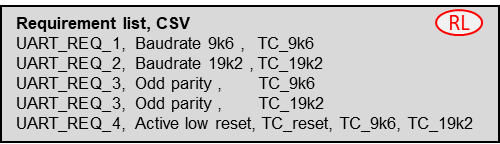 Requirement list, CSV
RL
UART_REQ_1, Baudrate 9k6 , TC_9k6
UART_REQ_2, Baudrate 19k2 , TC_19k2
UART_REQ_3, Odd parity , TC_9k6
UART_REQ_3, Odd parity , TC_19k2
UART_REQ_4, Active low reset, TC_reset, TC_9k6, TC_19k2